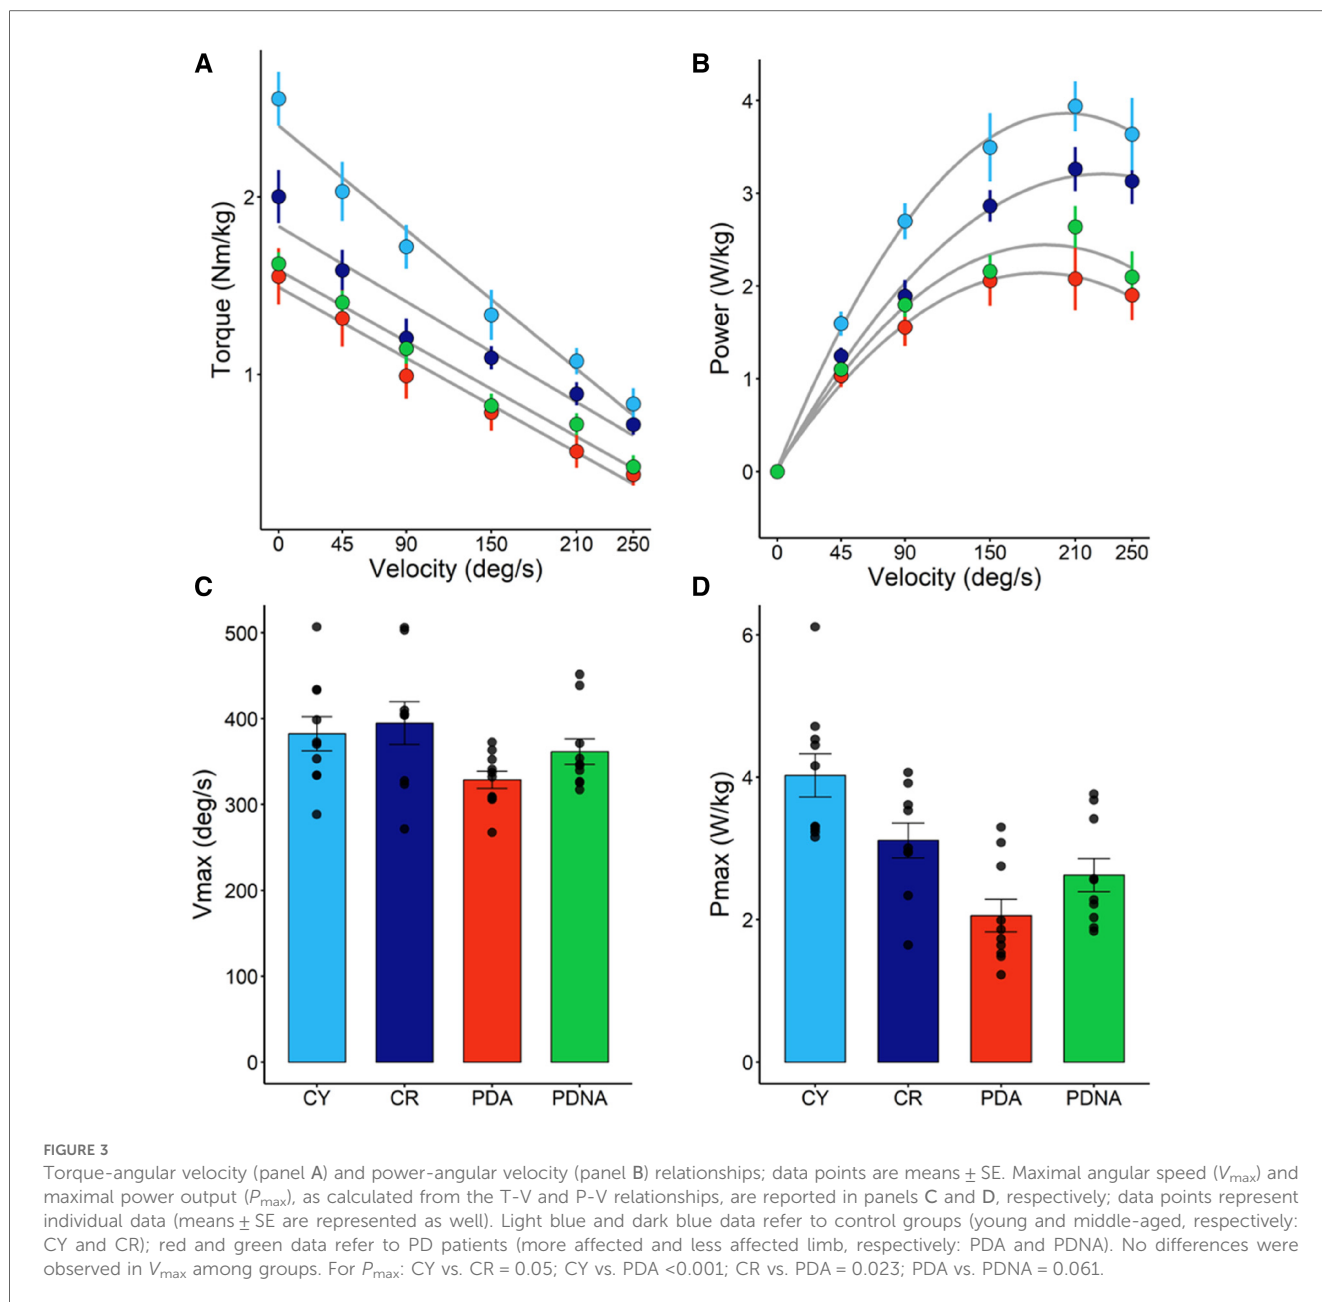 A
B
Torque (Nm/kg)
2
1
0 45 90 150 210 250
Velocity (deg/s)
Power (W/kg)
4
3
2
1
0
0 45 90 150 210 250
Velocity (deg/s)
C
D
Vmax (deg/s)
500
400
300
200
100
0
CY CR PDA PDNA
Pmax (W/kg)
6
4
2
0
CY CR PDA PDNA
FIGURE 3
Torque-angular velocity (panel A) and power-angular velocity (panel B) relationships; data points are means ± SE. Maximal angular speed (Vmax) and
maximal power output (Pmax), as calculated from the T-V and P-V relationships, are reported in panels C and D, respectively; data points represent
individual data (means ± SE are represented as well). Light blue and dark blue data refer to control groups (young and middle-aged, respectively:
CY and CR); red and green data refer to PD patients (more affected and less affected limb, respectively: PDA and PDNA). No differences were
observed in Vmax among groups. For Pmax: CY vs. CR = 0.05; CY vs. PDA <0.001; CR vs. PDA = 0.023; PDA vs. PDNA = 0.061.